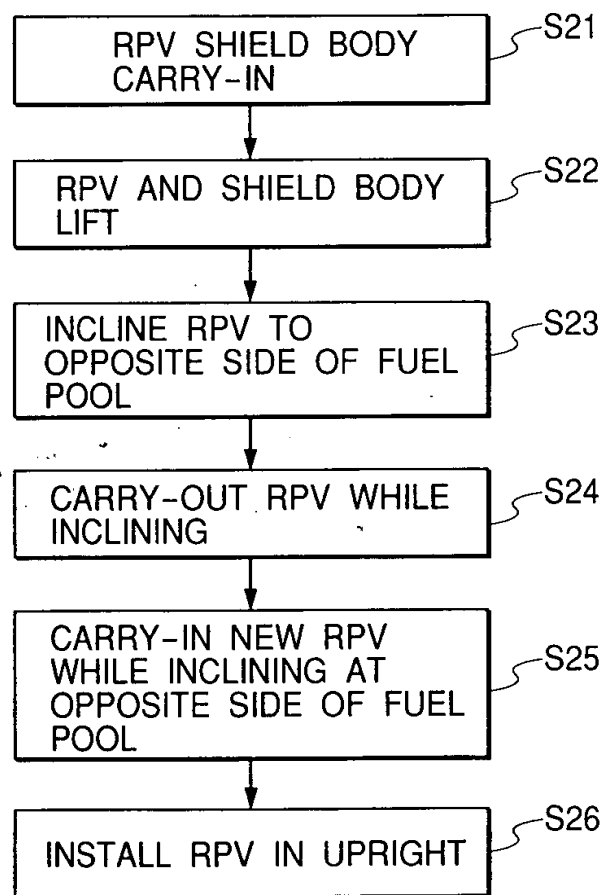 RPV SHIELD BODY
CARRY-IN
S21
RPV AND SHIELD BODY
LIFT
S22
INCLINE RPV TO
OPPOSITE SIDE OF FUEL
POOL
S23
CARRY-OUT RPV WHILE
INCLINING
S24
CARRY-IN NEW RPV
WHILE INCLINING AT
OPPOSITE SIDE OF FUEL
POOL
S25
INSTALL RPV IN UPRIGHT
S26